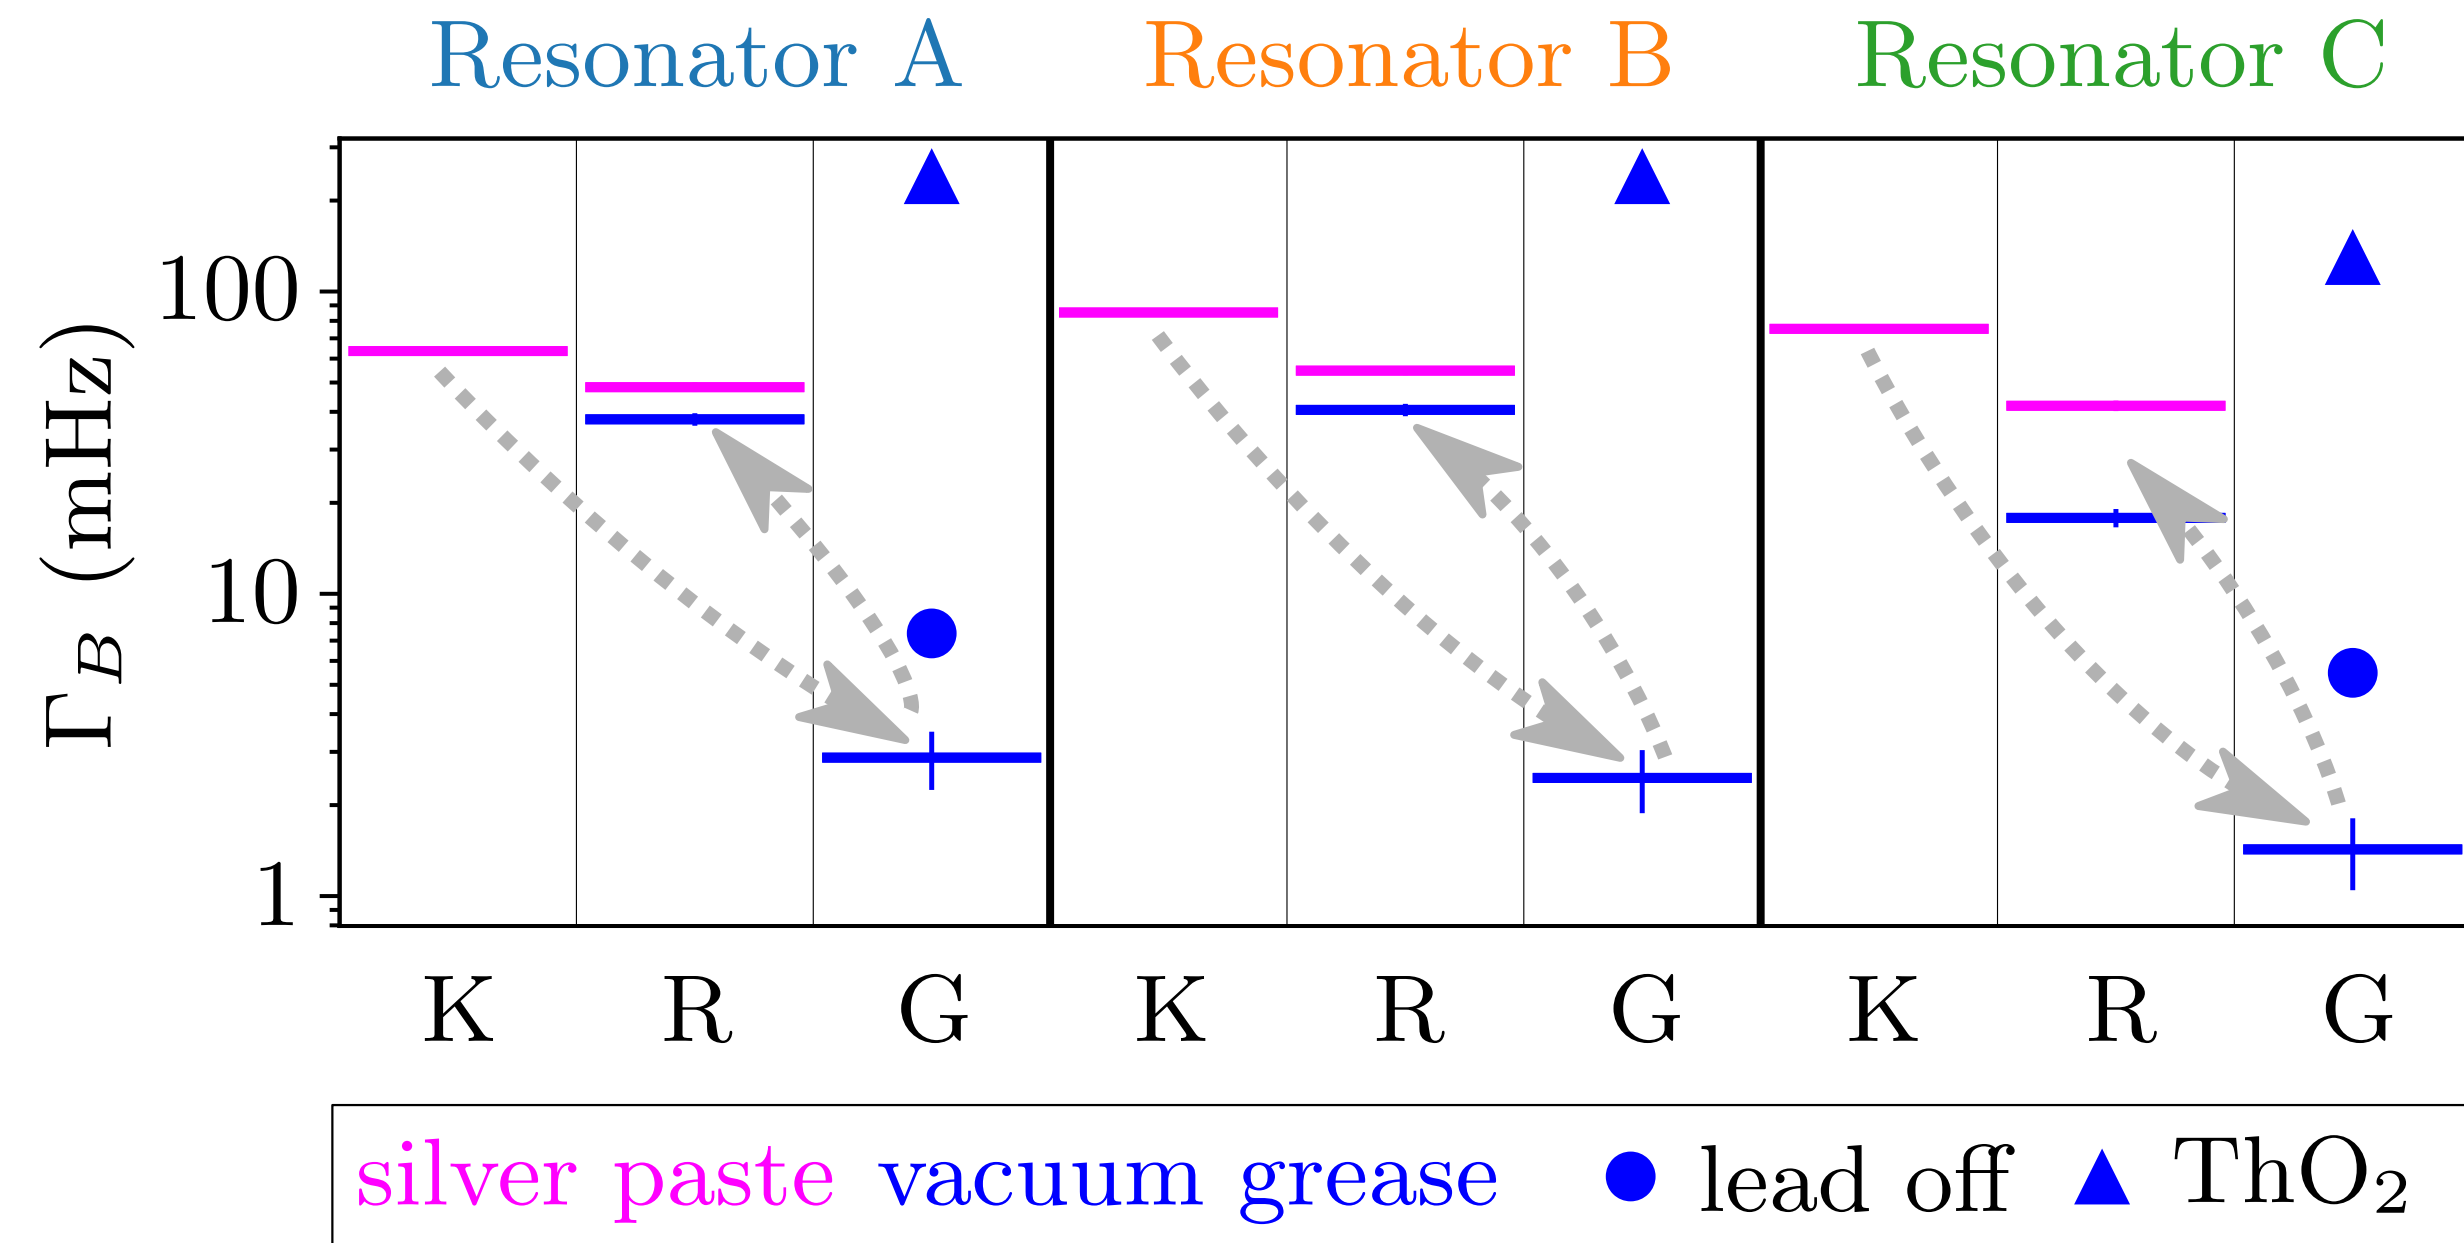 Resonator A Resonator B Resonator C
100
10
1
Γ_B (mHz)
K R G K R G K R G
silver paste vacuum grease lead off ThO₂